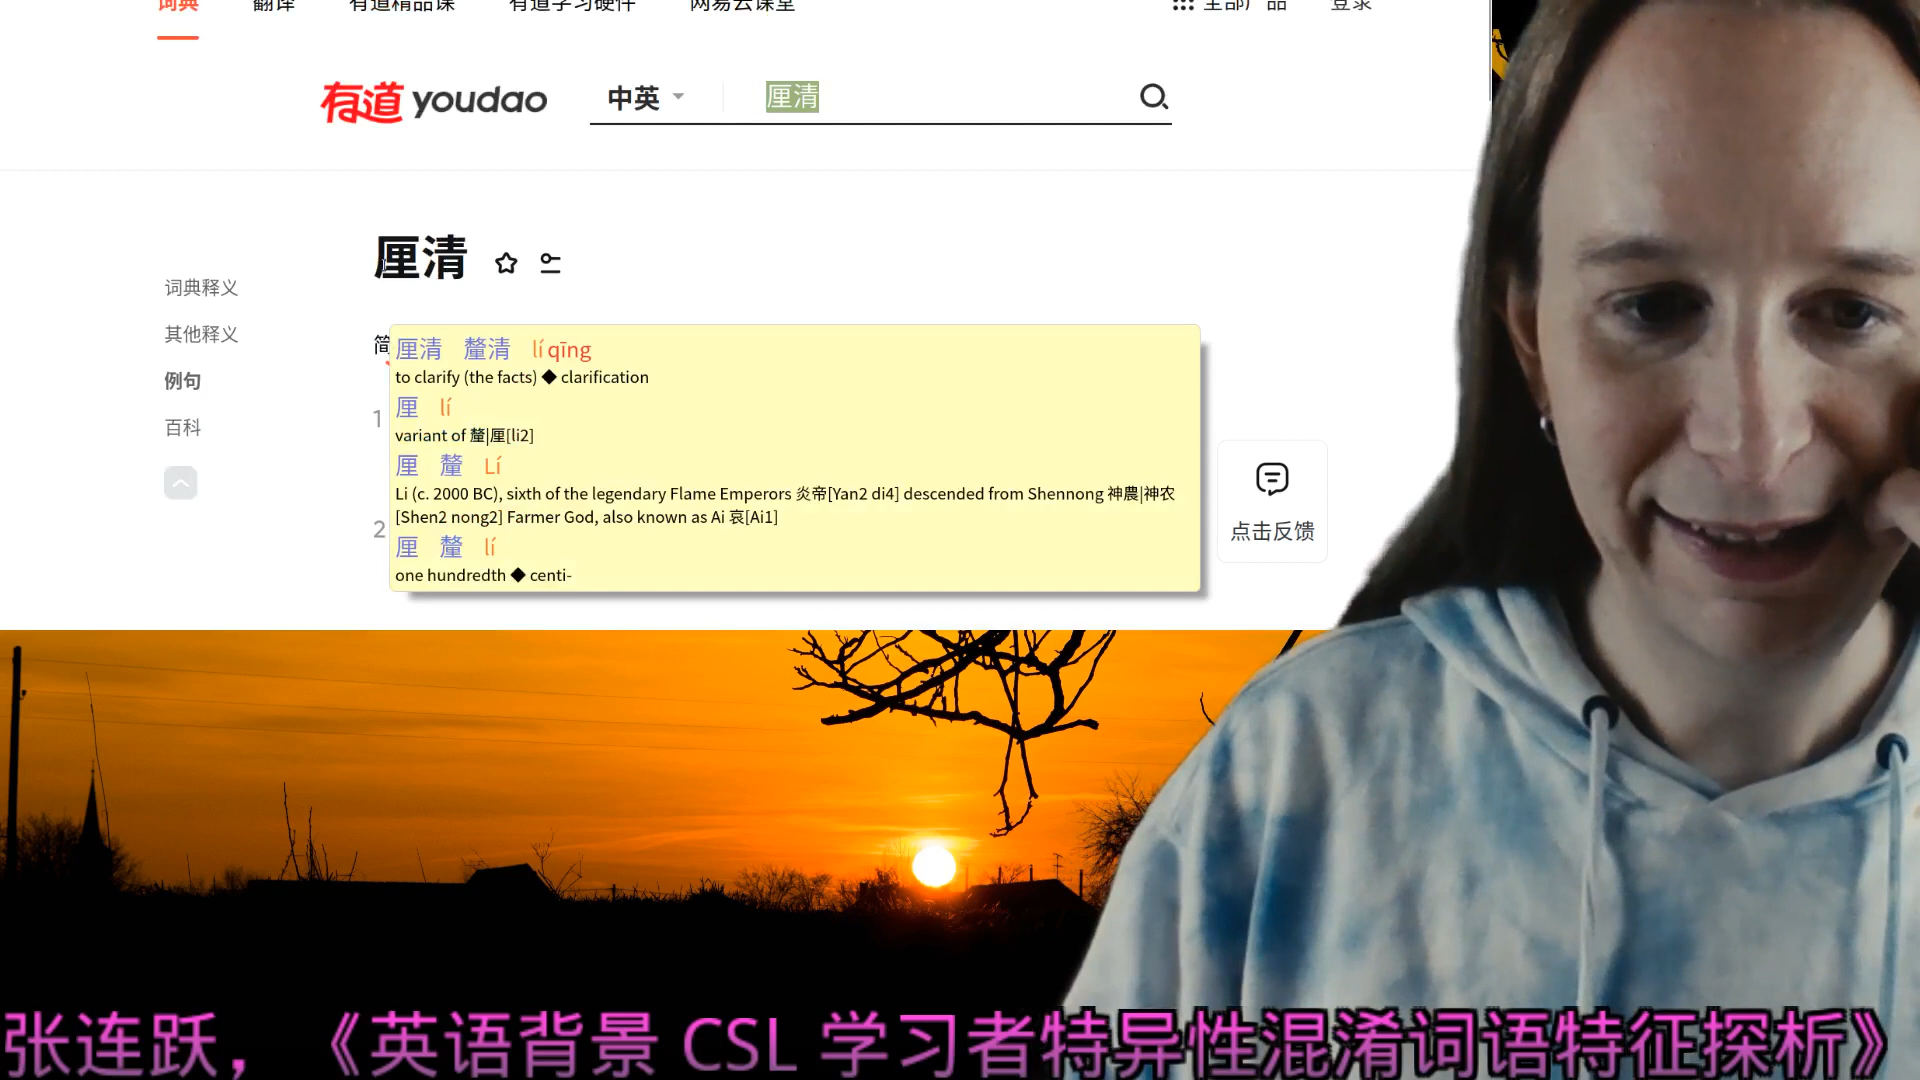 词典 翻译 有道精品课 有道学习硬件 网易云课堂 全部产品 登录
有道 youdao 中英 厘清
厘清
词典释义
其他释义
例句
百科
简
1
2
厘清 釐清 lí qīng
to clarify (the facts) ◆ clarification
厘 lí
variant of 釐|厘[li2]
厘 釐 Lí
Li (c. 2000 BC), sixth of the legendary Flame Emperors 炎帝[Yan2 di4] descended from Shennong 神農|神农
[Shen2 nong2] Farmer God, also known as Ai 哀[Ai1]
厘 釐 lí
one hundredth ◆ centi-
点击反馈
张连跃，《英语背景 CSL 学习者特异性混淆词语特征探析》